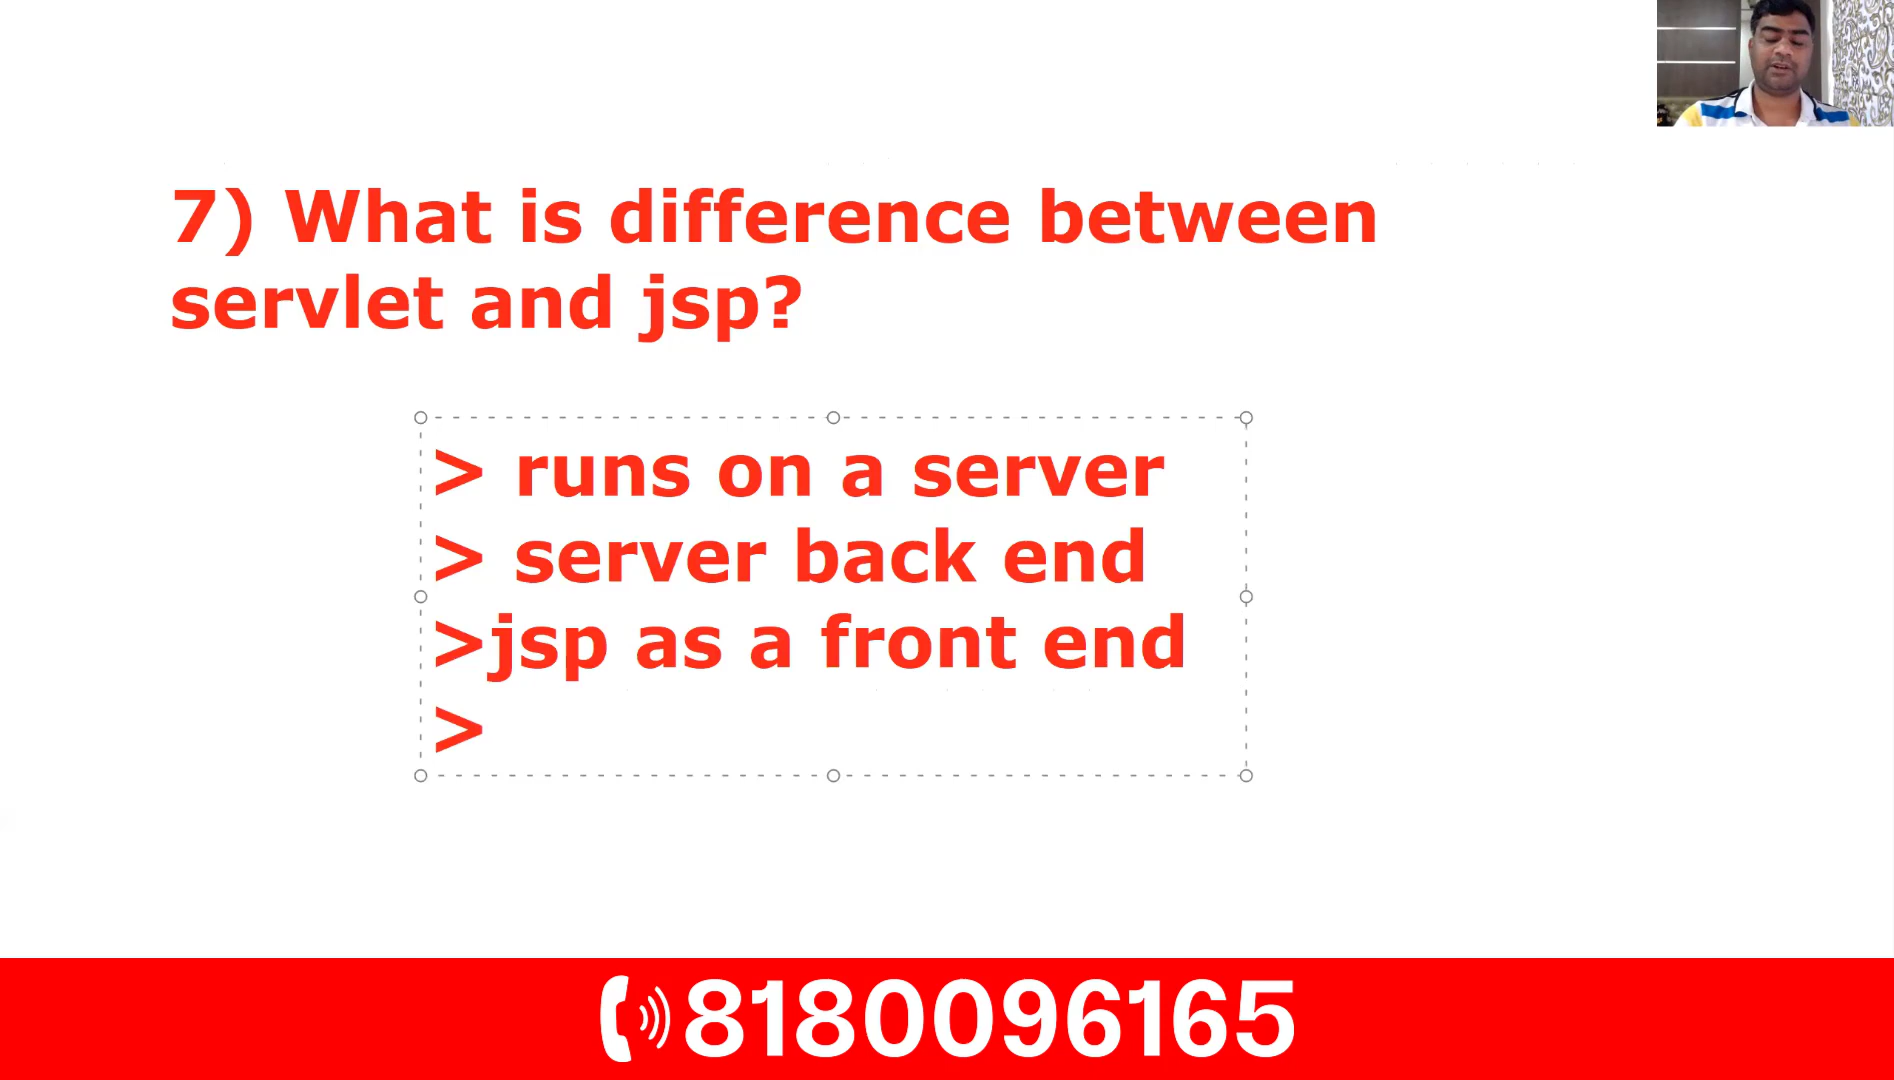 7) What is difference between
servlet and jsp?
> runs on a server
> server back end
>jsp as a front end
>
8180096165